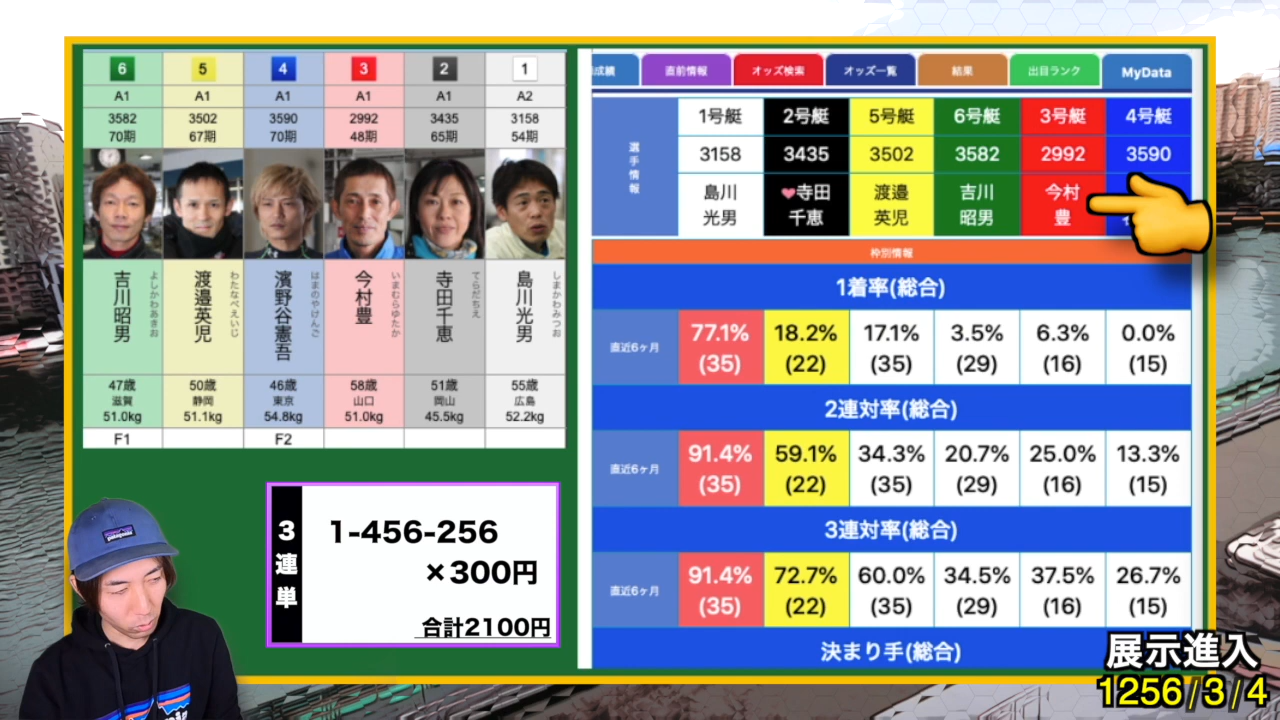 6 5 4 3 2 1
A1 A1 A1 A1 A1 A2
3582 3502 3590 2992 3435 3158
70期 67期 70期 48期 65期 54期
吉川昭男 よしかわあきお
渡邉英児 わたなべえいじ
濱野谷憲吾 はまのやけんご
今村豊 いまむらゆたか
寺田千恵 てらだちえ
島川光男 しまかわみつお
47歳 50歳 46歳 58歳 51歳 55歳
滋賀 静岡 東京 山口 岡山 広島
51.0kg 51.1kg 54.8kg 51.0kg 45.5kg 52.2kg
F1 F2
3連単
1-456-256
×300円
合計2100円
成績 直前情報 オッズ検索 オッズ一覧 結果 出目ランク MyData
選手情報
1号艇 2号艇 5号艇 6号艇 3号艇 4号艇
3158 3435 3502 3582 2992 3590
島川 ❤寺田 渡邉 吉川 今村
光男 千恵 英児 昭男 豊
枠別情報
1着率(総合)
直近6ヶ月 77.1% 18.2% 17.1% 3.5% 6.3% 0.0%
(35) (22) (35) (29) (16) (15)
2連対率(総合)
直近6ヶ月 91.4% 59.1% 34.3% 20.7% 25.0% 13.3%
(35) (22) (35) (29) (16) (15)
3連対率(総合)
直近6ヶ月 91.4% 72.7% 60.0% 34.5% 37.5% 26.7%
(35) (22) (35) (29) (16) (15)
決まり手(総合)
展示進入
1256/3/4
patagonia